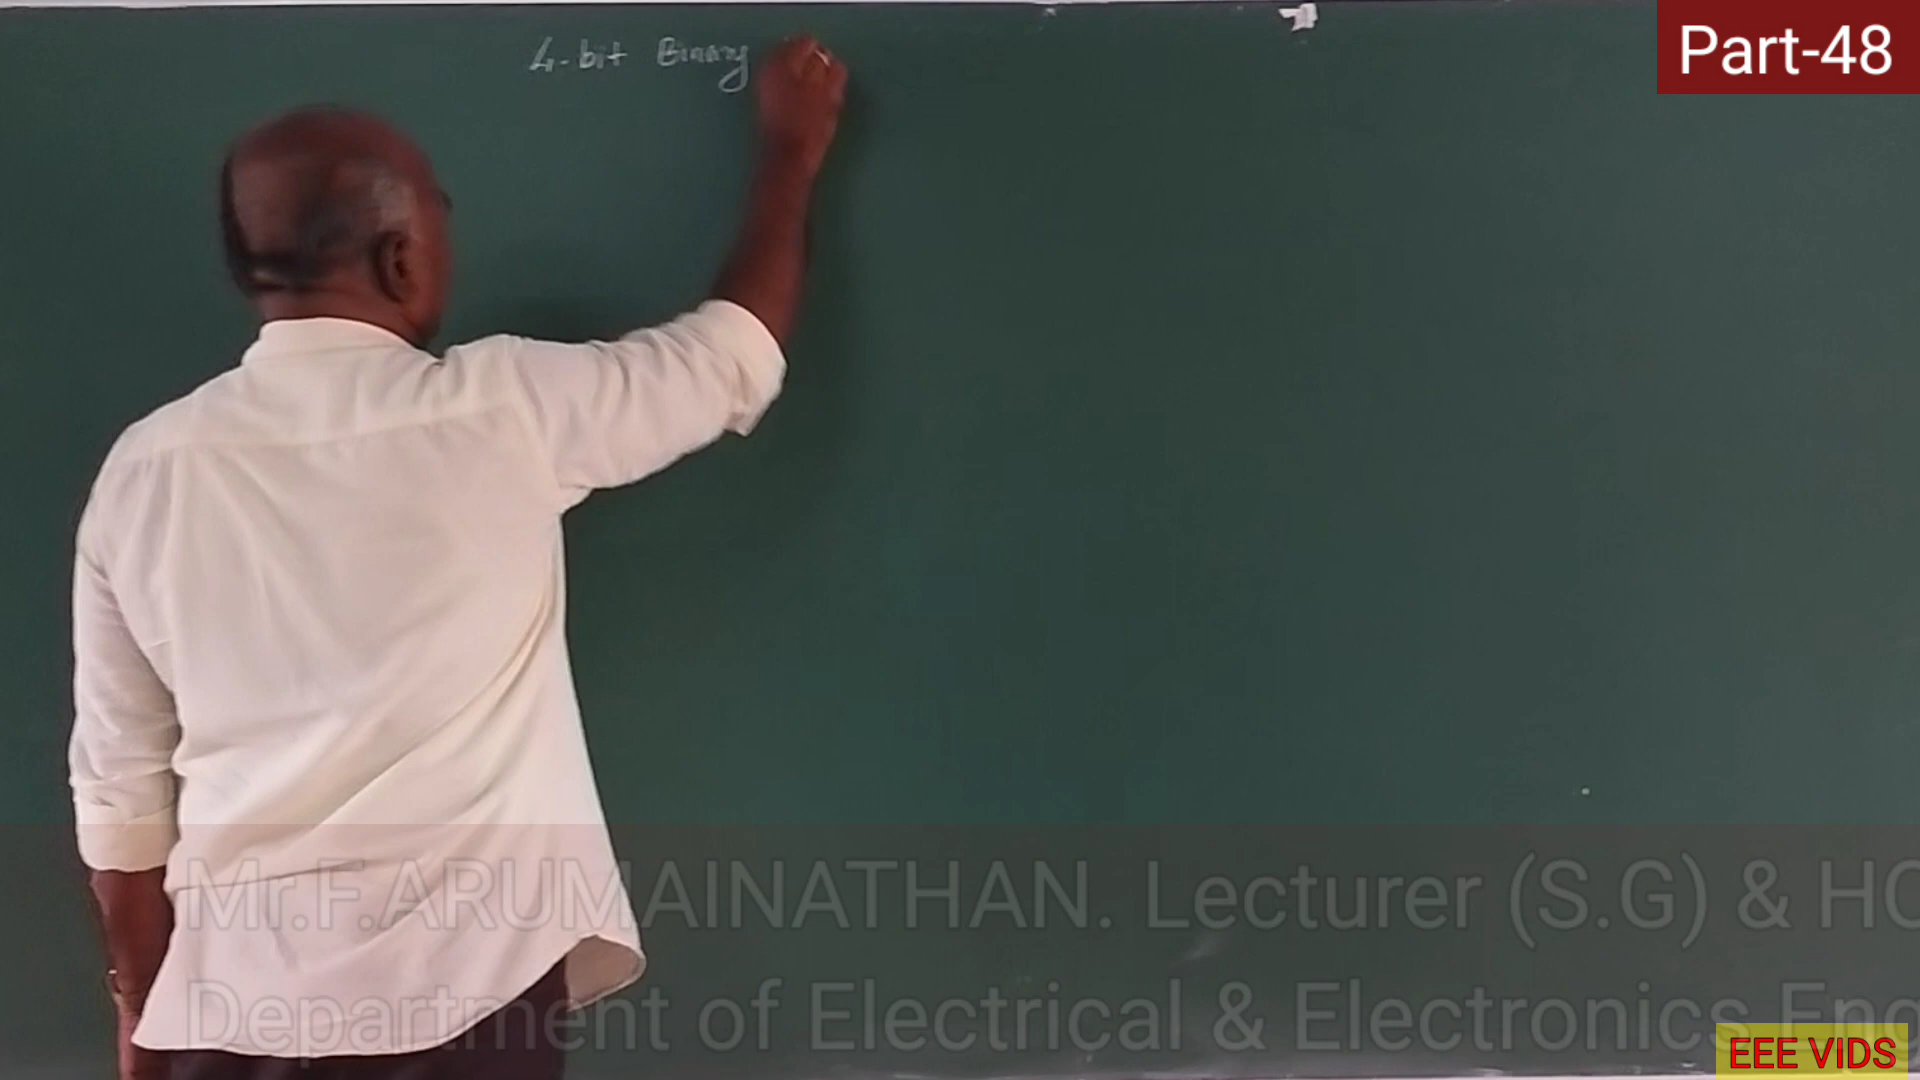 Part-48
4-bit Binary
Mr.F.ARUMAINATHAN. Lecturer (S.G) & HO
Department of Electrical & Electronics Eng
EEE VIDS